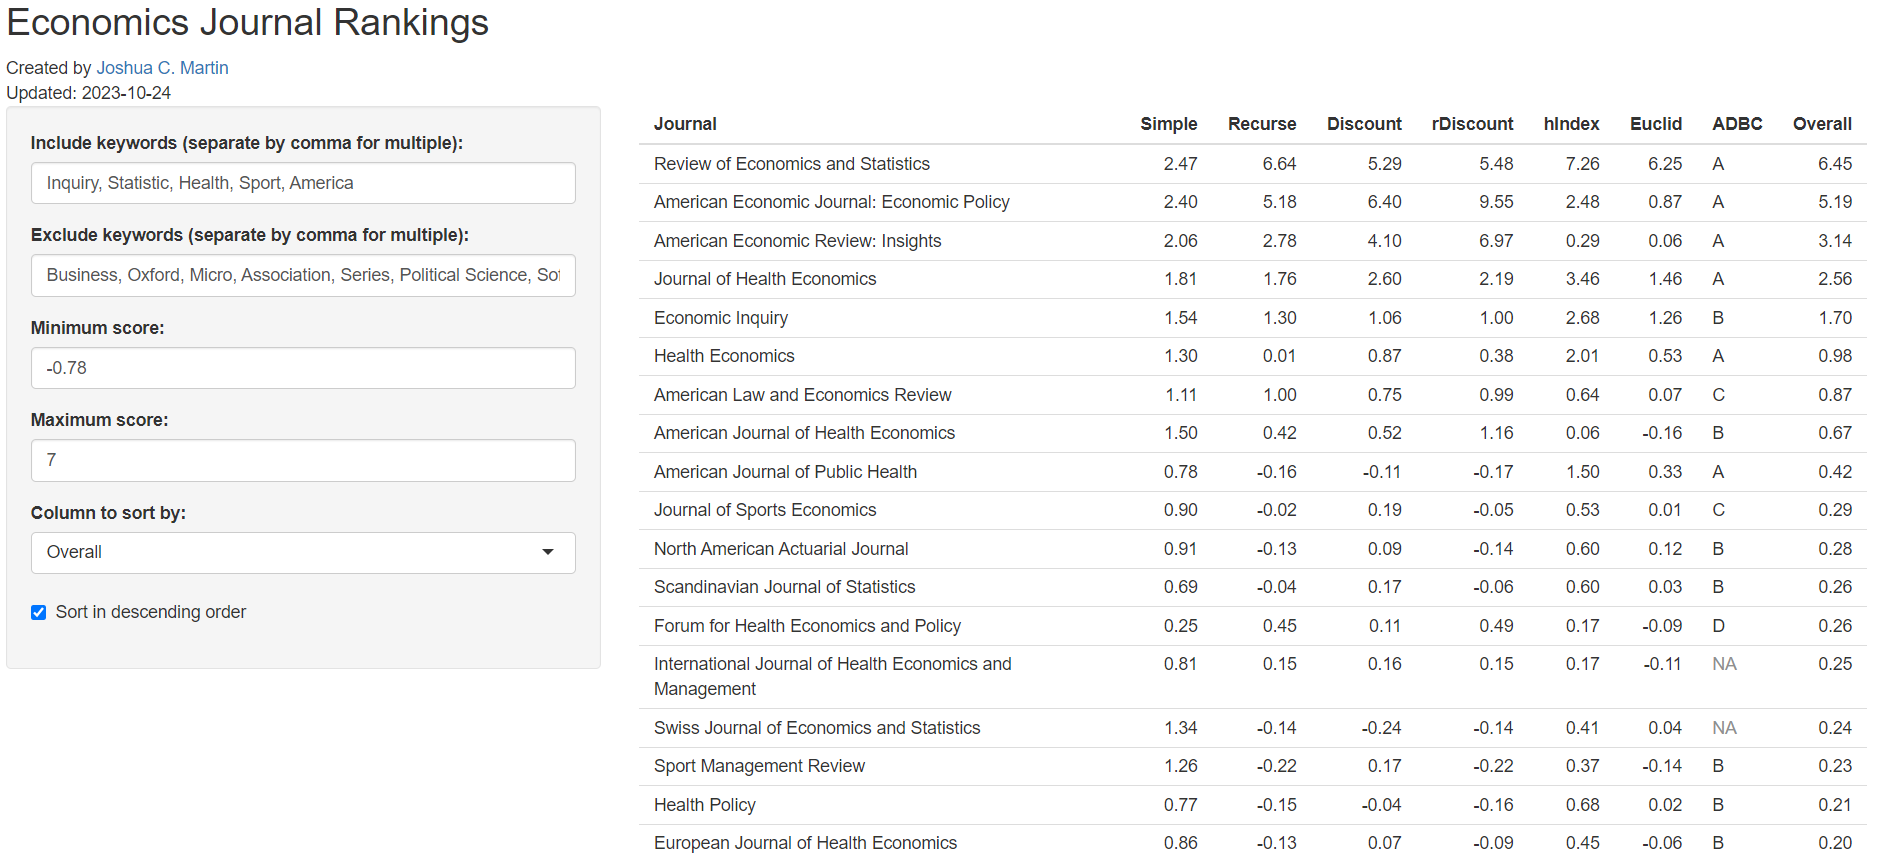 Economics Journal Rankings
Created by Joshua C. Martin
Updated: 2023-10-24
Include keywords (separate by comma for multiple):
Inquiry, Statistic, Health, Sport, America
Exclude keywords (separate by comma for multiple):
Business, Oxford, Micro, Association, Series, Political Science,
Minimum score:
-0.78
Maximum score:
7
Column to sort by:
Overall
Sort in descending order
Journal Simple Recurse Discount rDiscount hIndex Euclid ADBC Overall
Review of Economics and Statistics 2.47 6.64 5.29 5.48 7.26 6.25 A 6.45
American Economic Journal: Economic Policy 2.40 5.18 6.40 9.55 2.48 0.87 A 5.19
American Economic Review: Insights 2.06 2.78 4.10 6.97 0.29 0.06 A 3.14
Journal of Health Economics 1.81 1.76 2.60 2.19 3.46 1.46 A 2.56
Economic Inquiry 1.54 1.30 1.06 1.00 2.68 1.26 B 1.70
Health Economics 1.30 0.01 0.87 0.38 2.01 0.53 A 0.98
American Law and Economics Review 1.11 1.00 0.75 0.99 0.64 0.07 C 0.87
American Journal of Health Economics 1.50 0.42 0.52 1.16 0.06 -0.16 B 0.67
American Journal of Public Health 0.78 -0.16 -0.11 -0.17 1.50 0.33 A 0.42
Journal of Sports Economics 0.90 -0.02 0.19 -0.05 0.53 0.01 C 0.29
North American Actuarial Journal 0.91 -0.13 0.09 -0.14 0.60 0.12 B 0.28
Scandinavian Journal of Statistics 0.69 -0.04 0.17 -0.06 0.60 0.03 B 0.26
Forum for Health Economics and Policy 0.25 0.45 0.11 0.49 0.17 -0.09 D 0.26
International Journal of Health Economics and 0.81 0.15 0.16 0.15 0.17 -0.11 NA 0.25
Management
Swiss Journal of Economics and Statistics 1.34 -0.14 -0.24 -0.14 0.41 0.04 NA 0.24
Sport Management Review 1.26 -0.22 0.17 -0.22 0.37 -0.14 B 0.23
Health Policy 0.77 -0.15 -0.04 -0.16 0.68 0.02 B 0.21
European Journal of Health Economics 0.86 -0.13 0.07 -0.09 0.45 -0.06 B 0.20